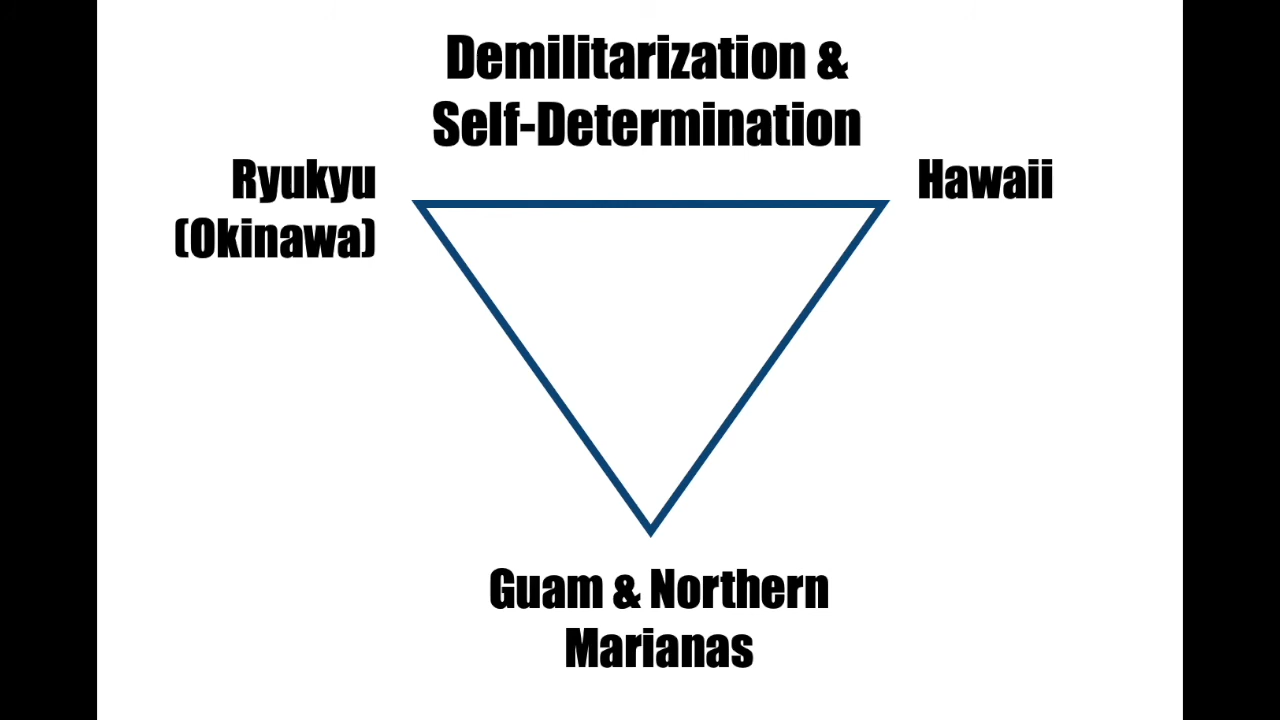 Demilitarization &
Self-Determination
Ryukyu
(Okinawa)
Hawaii
Guam & Northern
Marianas